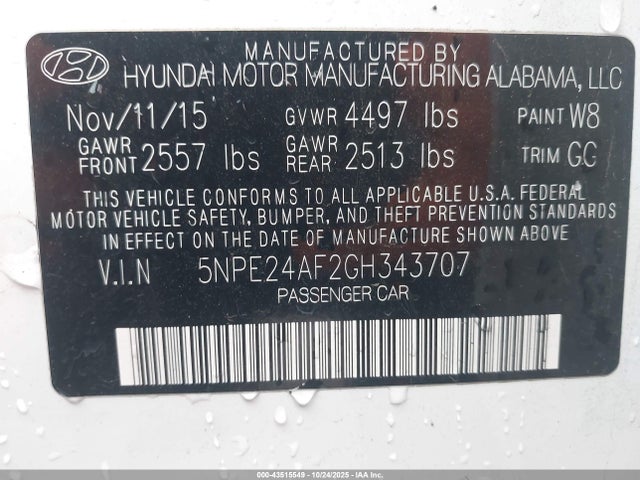 MANUFACTURED BY
HYUNDAI MOTOR MANUFACTURING ALABAMA, LLC
Nov/11/15 GVWR 4497 lbs PAINT W8
GAWR FRONT 2557 lbs GAWR REAR 2513 lbs TRIM GC
THIS VEHICLE CONFORMS TO ALL APPLICABLE U.S.A. FEDERAL
MOTOR VEHICLE SAFETY, BUMPER, AND THEFT PREVENTION STANDARDS
IN EFFECT ON THE DATE OF MANUFACTURE SHOWN ABOVE
V.I.N 5NPE24AF2GH343707
PASSENGER CAR
000-43515549 • 10/24/2025 • IAA Inc.